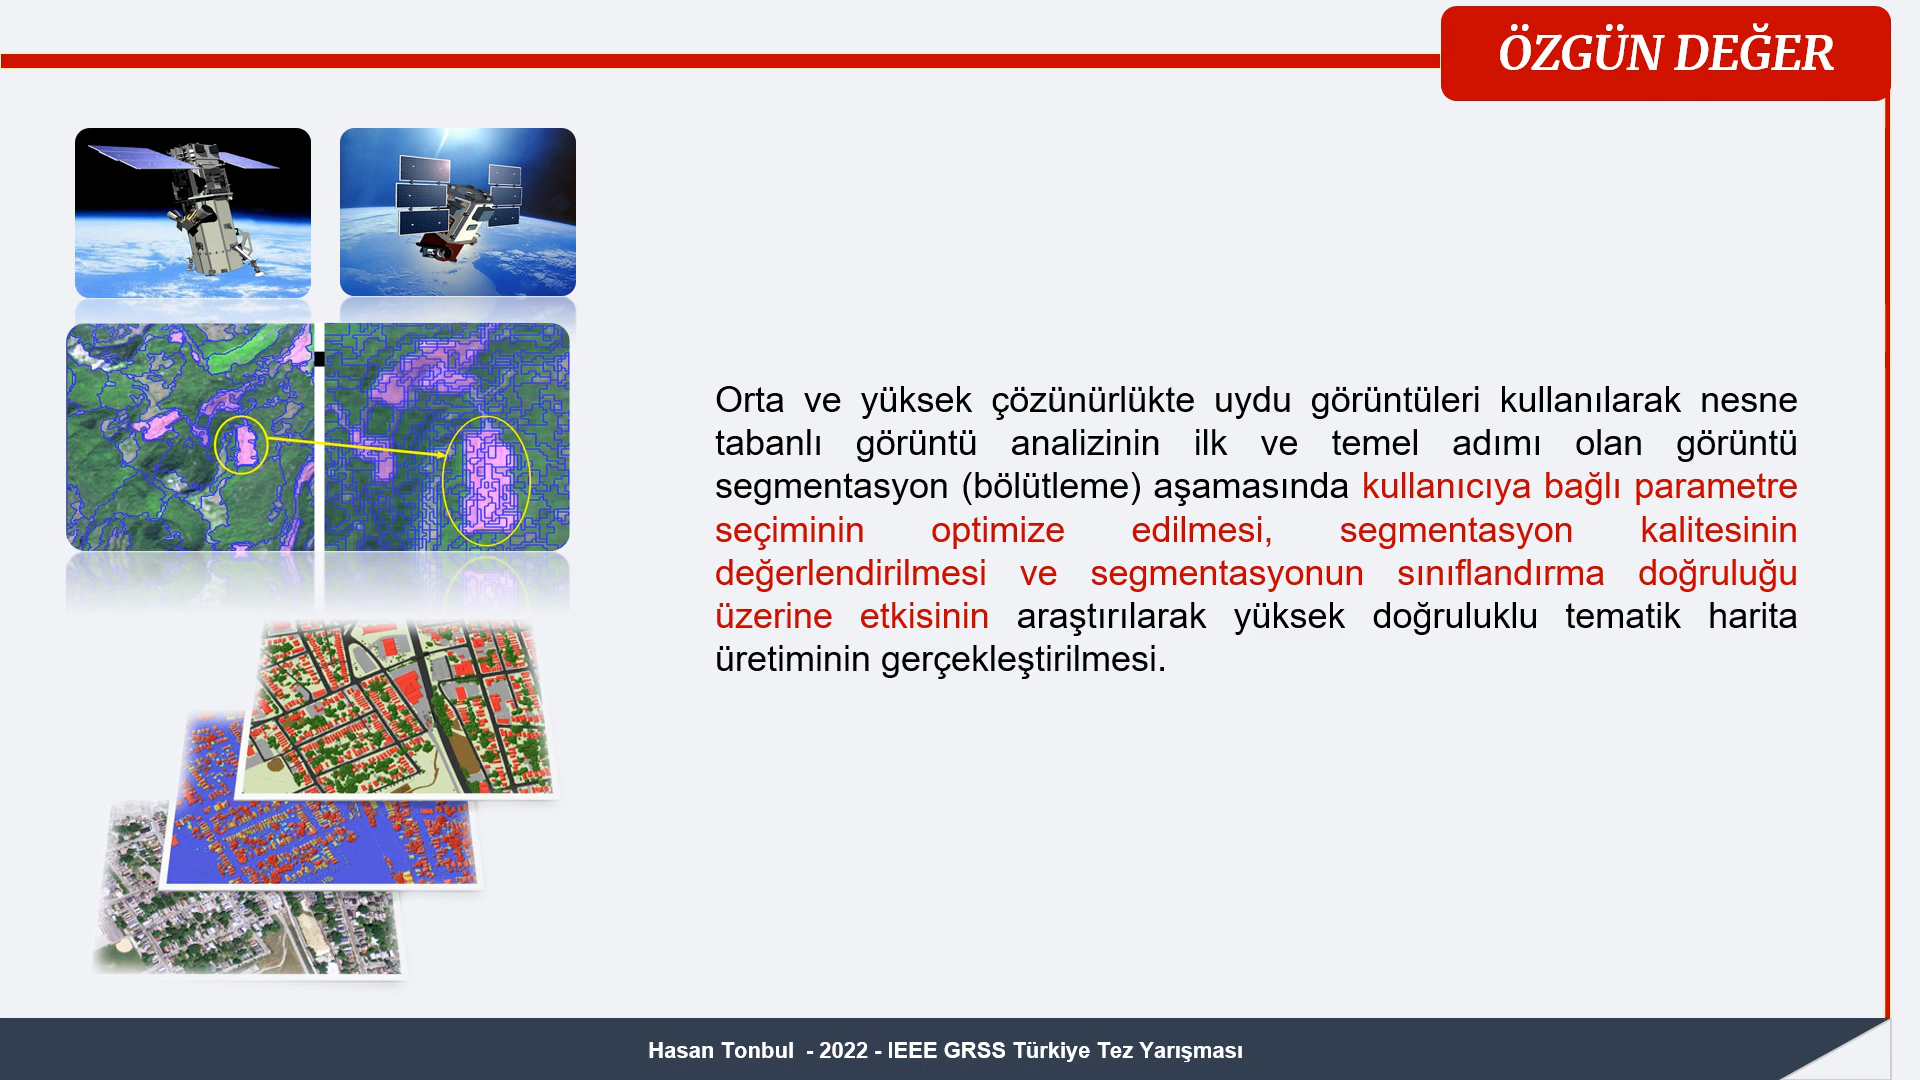 ÖZGÜN DEĞER
Orta ve yüksek çözünürlükte uydu görüntüleri kullanılarak nesne
tabanlı görüntü analizinin ilk ve temel adımı olan görüntü
segmentasyon (bölütleme) aşamasında kullanıcıya bağlı parametre
seçiminin optimize edilmesi, segmentasyon kalitesinin
değerlendirilmesi ve segmentasyonun sınıflandırma doğruluğu
üzerine etkisinin araştırılarak yüksek doğruluklu tematik harita
üretiminin gerçekleştirilmesi.
Hasan Tonbul - 2022 - IEEE GRSS Türkiye Tez Yarışması